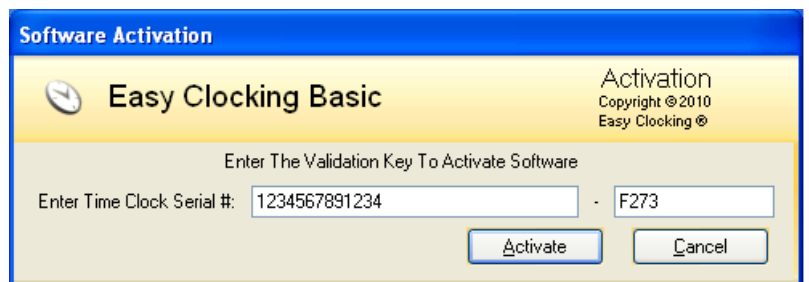 Software Activation
Easy Clocking Basic
Activation
Copyright © 2010
Easy Clocking ®
Enter The Validation Key To Activate Software
Enter Time Clock Serial #: 1234567891234 - F273
Activate Cancel